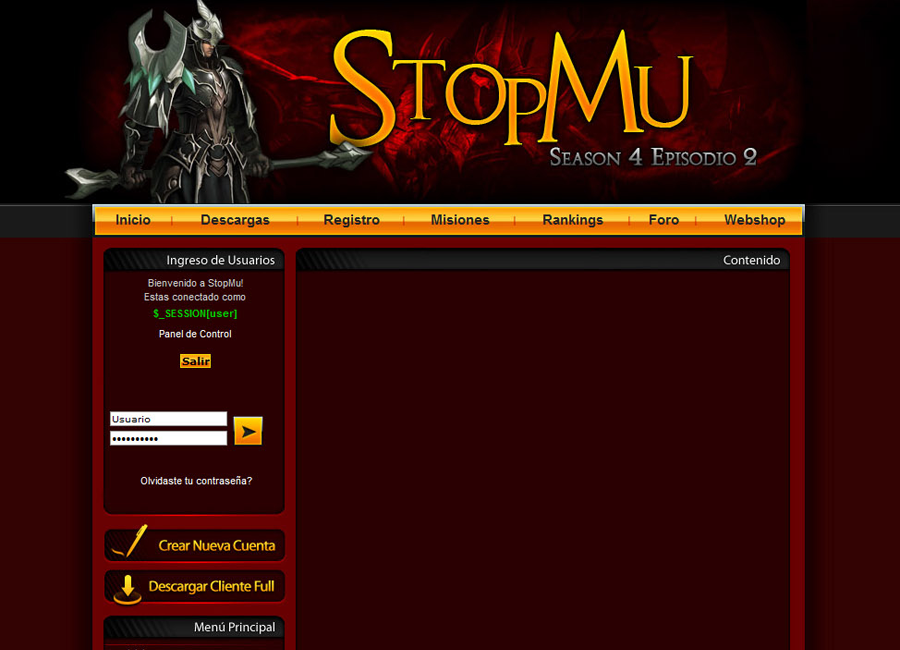 StopMu
Season 4 Episodio 2
Inicio | Descargas | Registro | Misiones | Rankings | Foro | Webshop
Ingreso de Usuarios
Bienvenido a StopMu!
Estas conectado como
$_SESSION[user]
Panel de Control
Salir
Usuario
••••••••••
Olvidaste tu contraseña?
Crear Nueva Cuenta
Descargar Cliente Full
Menú Principal
Contenido